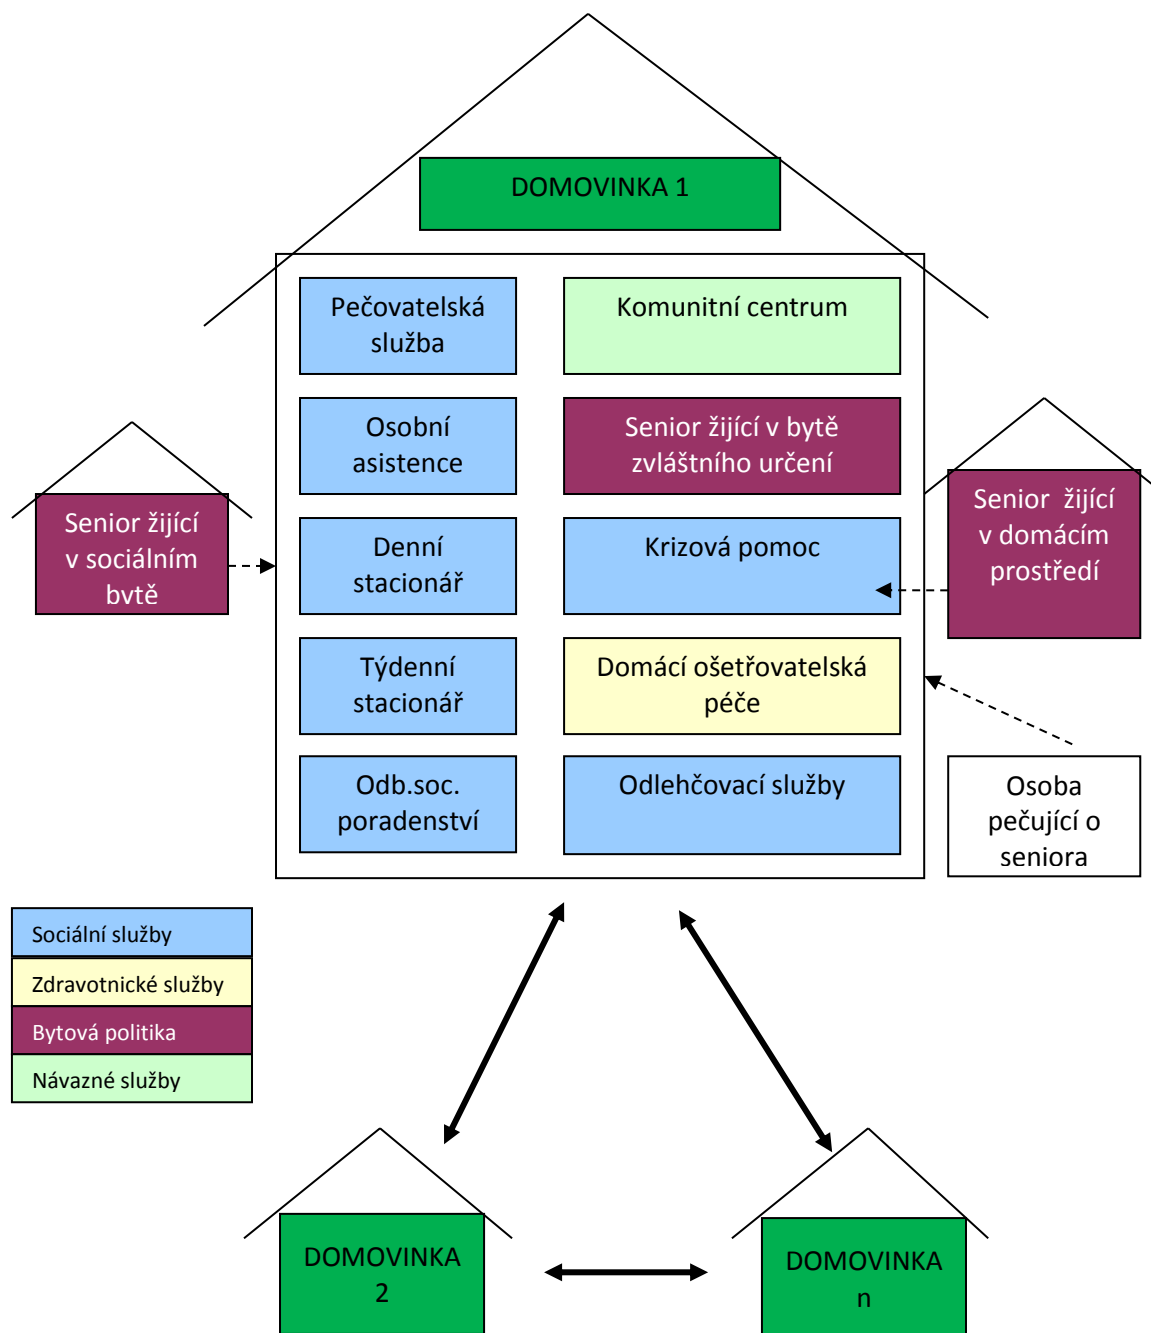 DOMOVINKA 1
Pečovatelská
služba
Komunitní centrum
Osobní
asistence
Senior žijící v bytě
zvláštního určení
Senior žijící
v sociálním
bytě
Denní
stacionář
Krizová pomoc
Senior žijící
v domácím
prostředí
Týdenní
stacionář
Domácí ošetřovatelská
péče
Odb.soc.
poradenství
Odlehčovací služby
Osoba
pečující o
seniora
Sociální služby
Zdravotnické služby
Bytová politika
Návazné služby
DOMOVINKA
2
DOMOVINKA
n